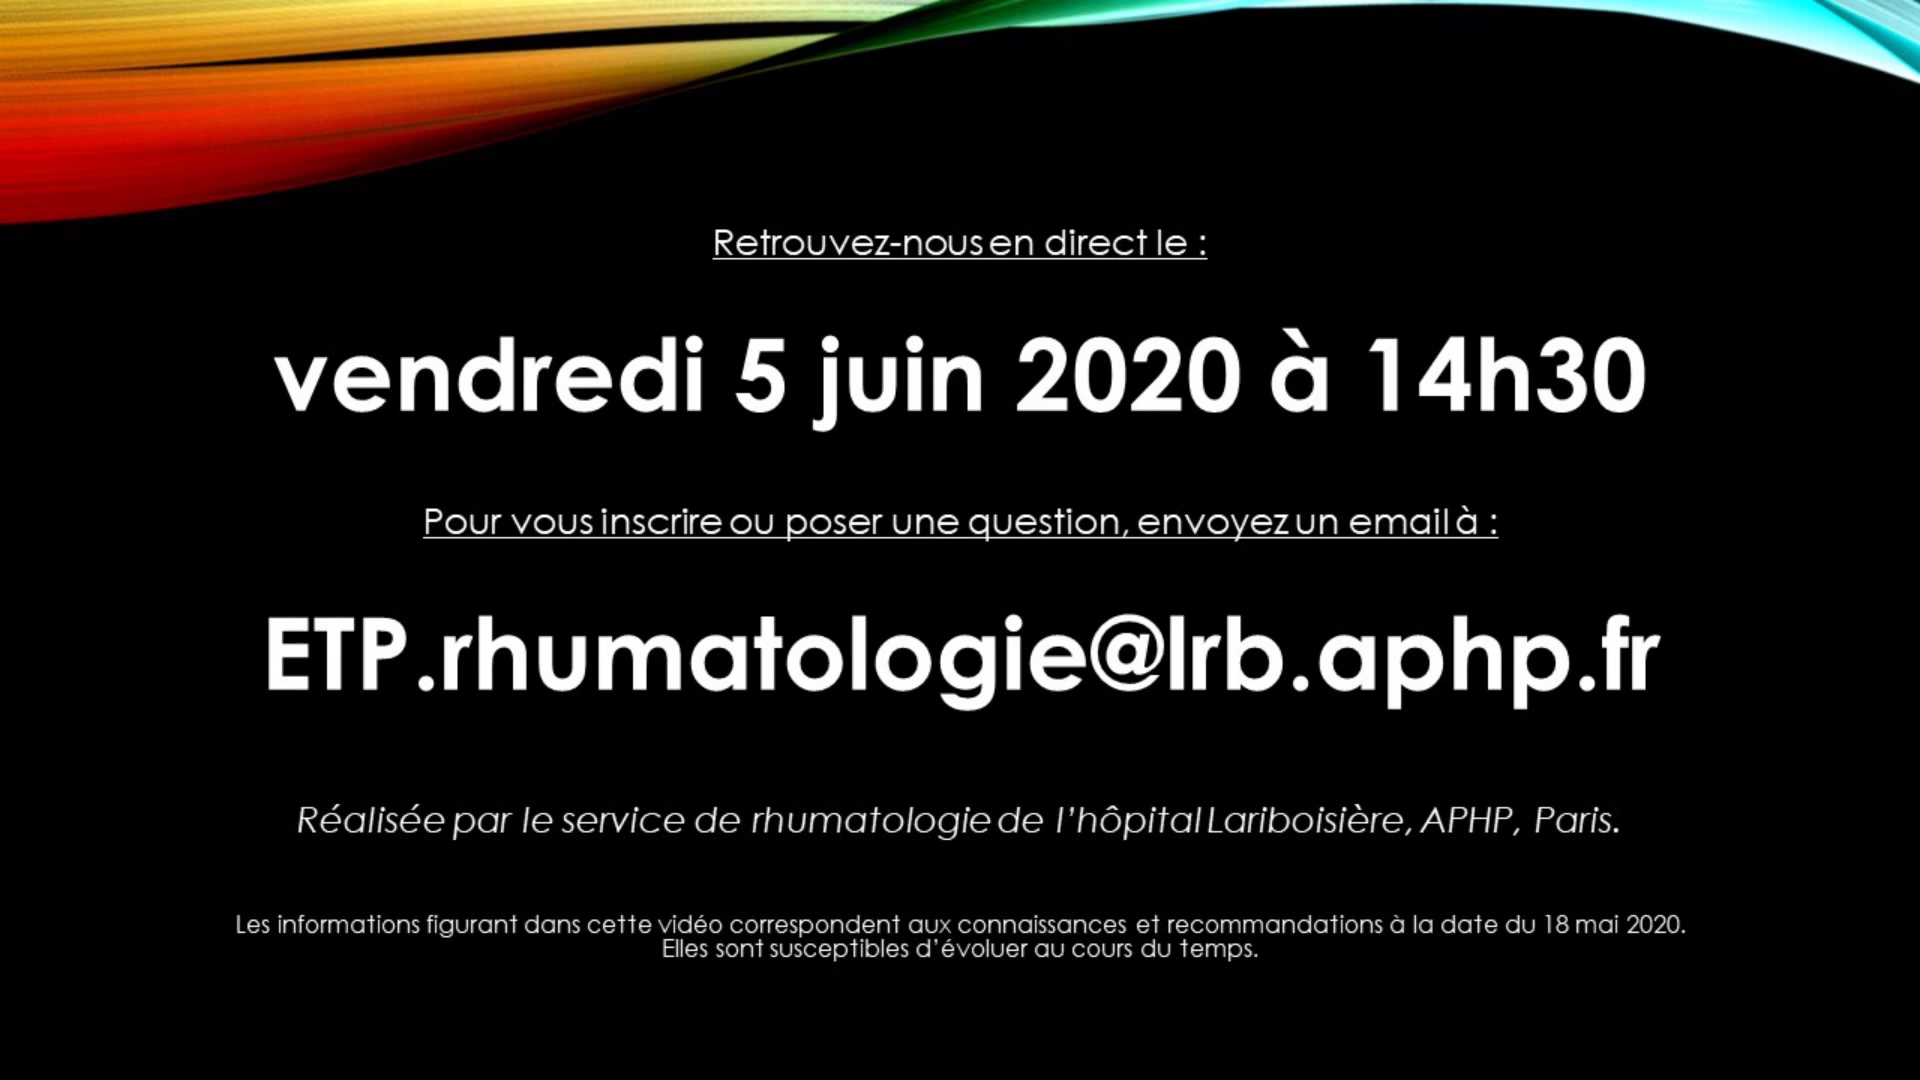 Retrouvez-nous en direct le :
vendredi 5 juin 2020 à 14h30
Pour vous inscrire ou poser une question, envoyez un email à :
ETP.rhumatologie@lrb.aphp.fr
Réalisée par le service de rhumatologie de l’hôpital Lariboisière, APHP, Paris.
Les informations figurant dans cette vidéo correspondent aux connaissances et recommandations à la date du 18 mai 2020.
Elles sont susceptibles d’évoluer au cours du temps.